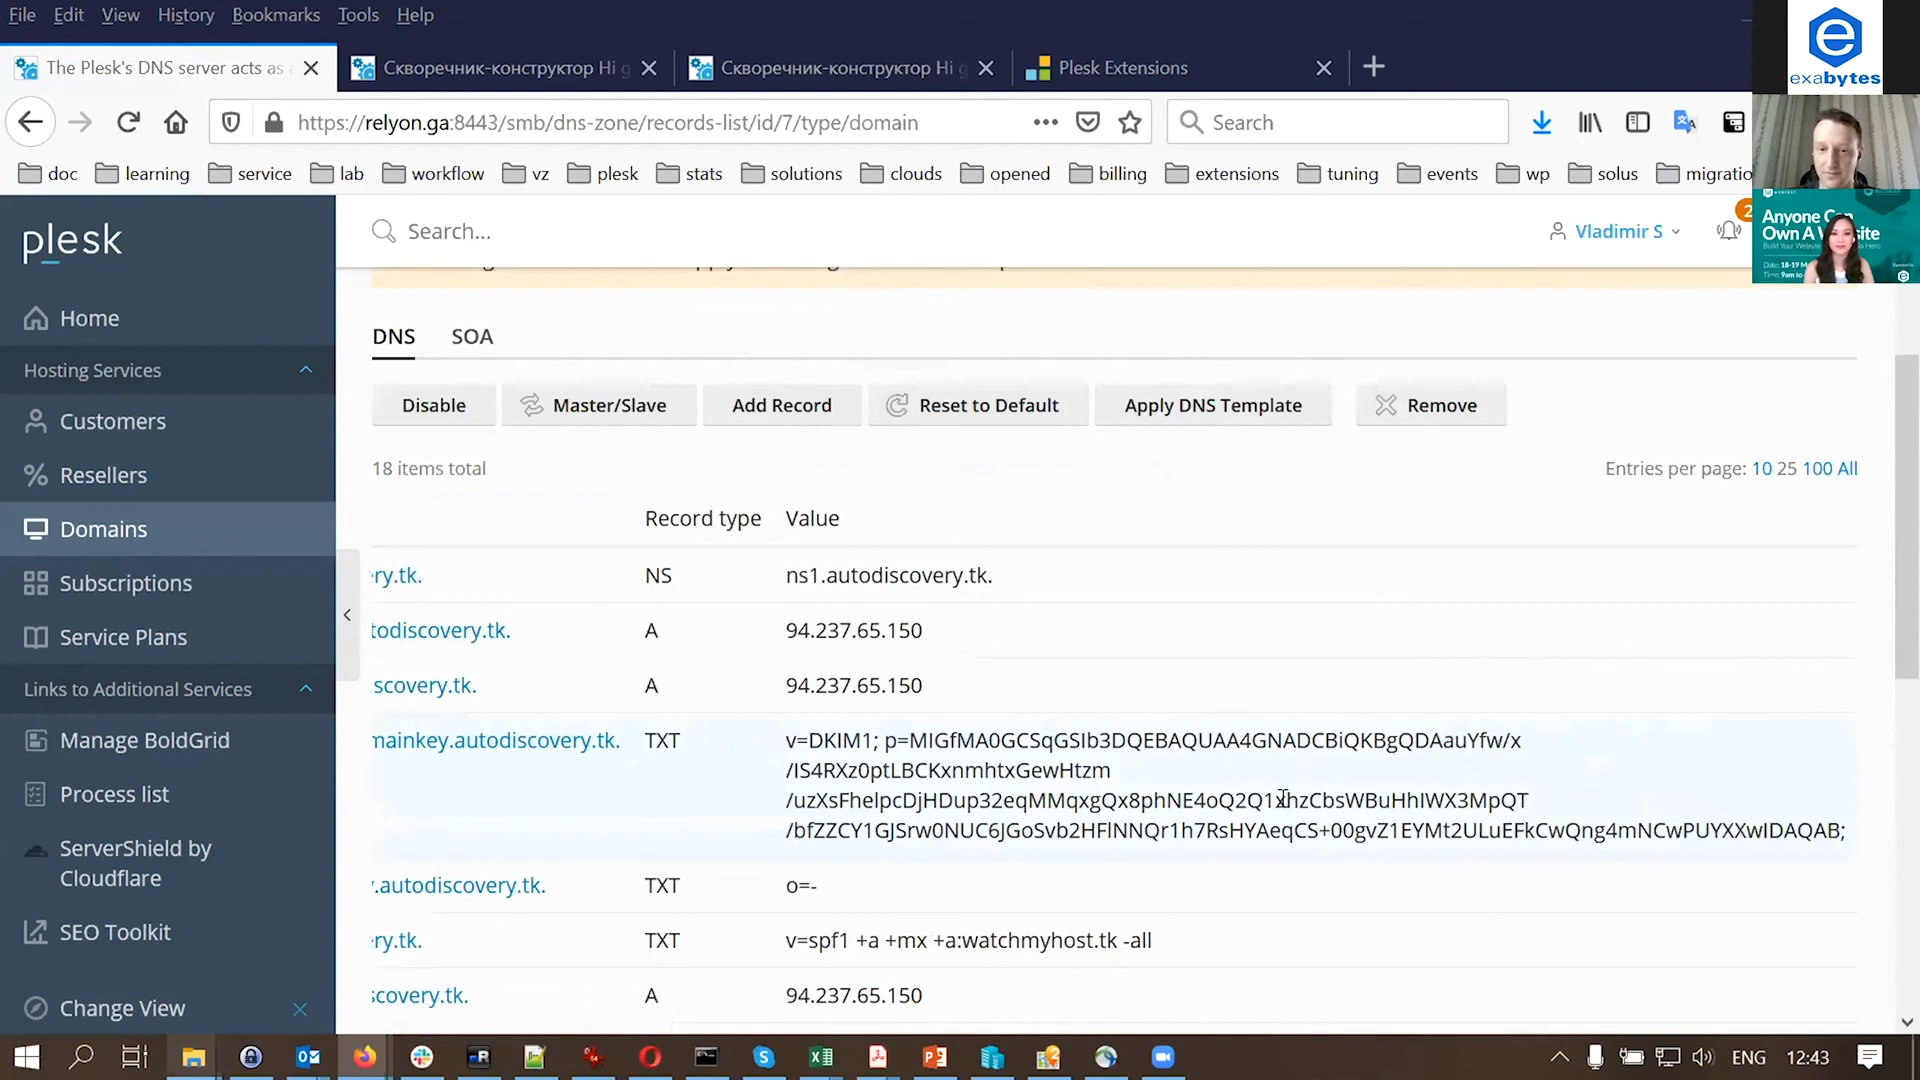 File Edit View History Bookmarks Tools Help
The Plesk's DNS server acts as
Скворечник-конструктор Hi g
Скворечник-конструктор Hi g
Plesk Extensions
https://relyon.ga:8443/smb/dns-zone/records-list/id/7/type/domain
Search
doc learning service lab workflow vz plesk stats solutions clouds opened billing extensions tuning events wp solus migratio
exabytes
Anyone
Own A
plesk
Search...
Vladimir S
2
Home
Hosting Services
Customers
Resellers
Domains
Subscriptions
Service Plans
Links to Additional Services
Manage BoldGrid
Process list
ServerShield by
Cloudflare
SEO Toolkit
Change View
DNS SOA
Disable Master/Slave Add Record Reset to Default Apply DNS Template Remove
18 items total
Entries per page: 10 25 100 All
Record type Value
ry.tk. NS ns1.autodiscovery.tk.
todiscovery.tk. A 94.237.65.150
scovery.tk. A 94.237.65.150
mainkey.autodiscovery.tk. TXT v=DKIM1; p=MIGfMA0GCSqGSIb3DQEBAQUAA4GNADCBiQKBgQDAauYfw/x
/IS4RXz0ptLBCKxnmhtxGewHtzm
/uzXsFhelpcDjHDup32eqMMqxgQx8phNE4oQ2Q1xhzCbsWBuHhIWX3MpQT
/bfZZCY1GJSrw0NUC6JGoSvb2HFlNNQr1h7RsHYAeqCS+00gvZ1EYMt2ULuEFkCwQng4mNCwPUYXXwIDAQAB;
.autodiscovery.tk. TXT o=-
ry.tk. TXT v=spf1 +a +mx +a:watchmyhost.tk -all
scovery.tk. A 94.237.65.150
ENG 12:43